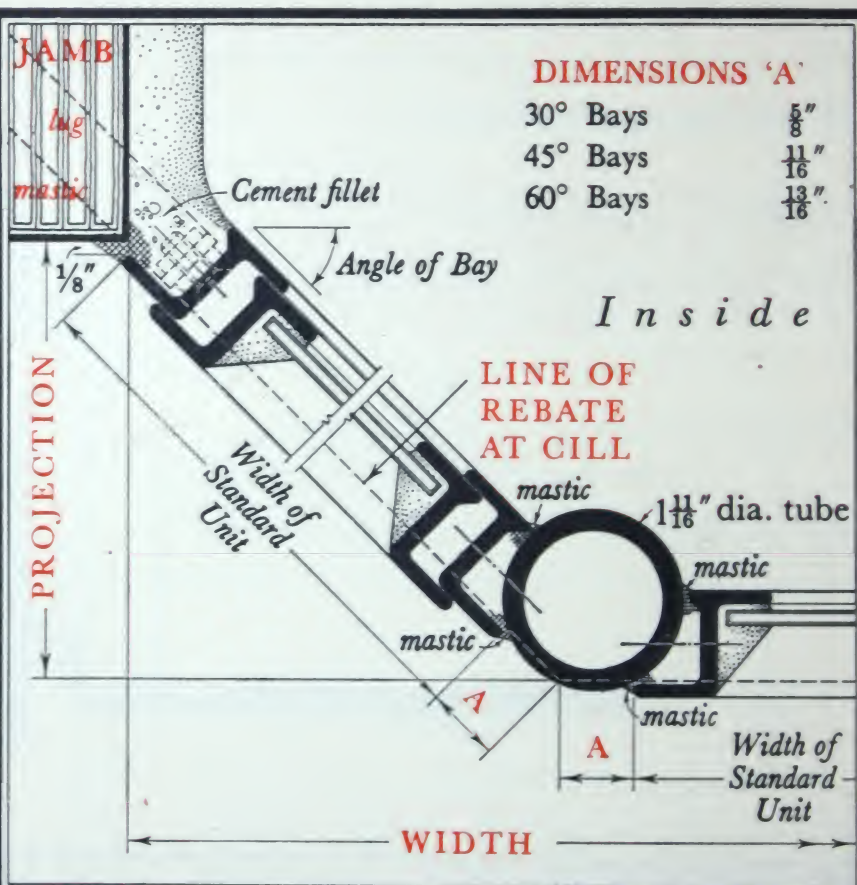 JAMB
lug
mastic
DIMENSIONS ‘A’
30° Bays 5/8"
45° Bays 11/16"
60° Bays 13/16"
Cement fillet
1/8"
Angle of Bay
Inside
PROJECTION
LINE OF
REBATE
AT CILL
Width of
Standard
Unit
mastic
1 11/16" dia. tube
mastic
mastic
mastic
A
A
Width of
Standard
Unit
WIDTH